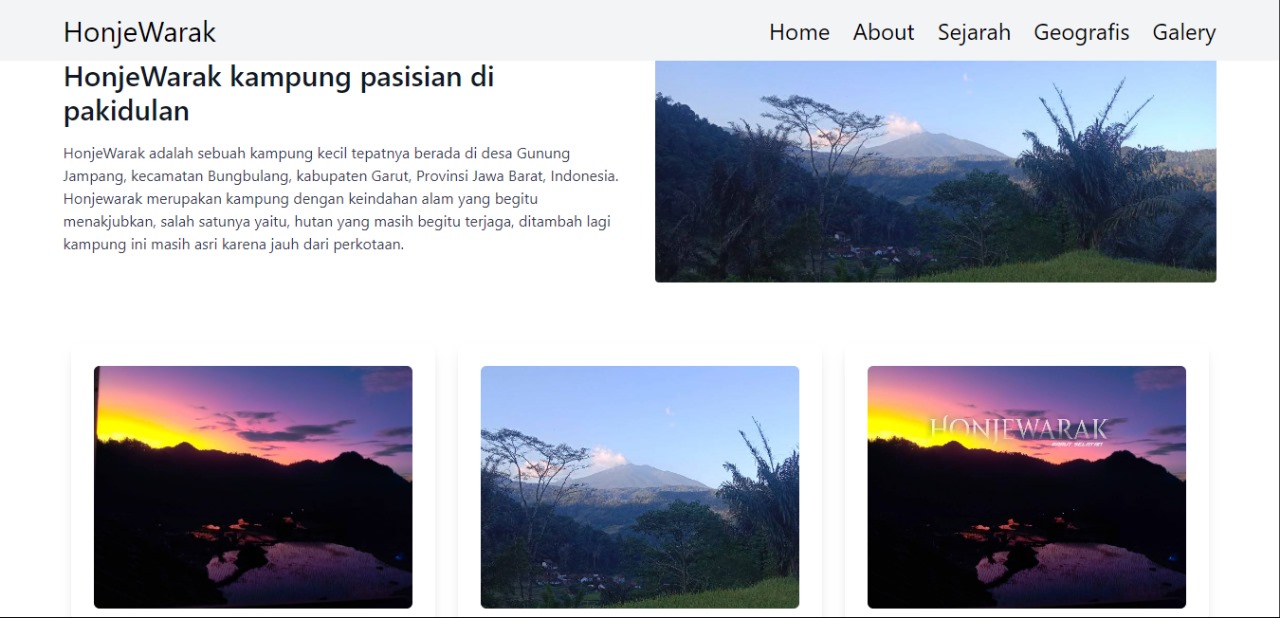 HonjeWarak
Home About Sejarah Geografis Galery
HonjeWarak kampung pasisian di
pakidulan
HonjeWarak adalah sebuah kampung kecil tepatnya berada di desa Gunung
Jampang, kecamatan Bungbulang, kabupaten Garut, Provinsi Jawa Barat, Indonesia.
Honjewarak merupakan kampung dengan keindahan alam yang begitu
menakjubkan, salah satunya yaitu, hutan yang masih begitu terjaga, ditambah lagi
kampung ini masih asri karena jauh dari perkotaan.
HONJEWARAK